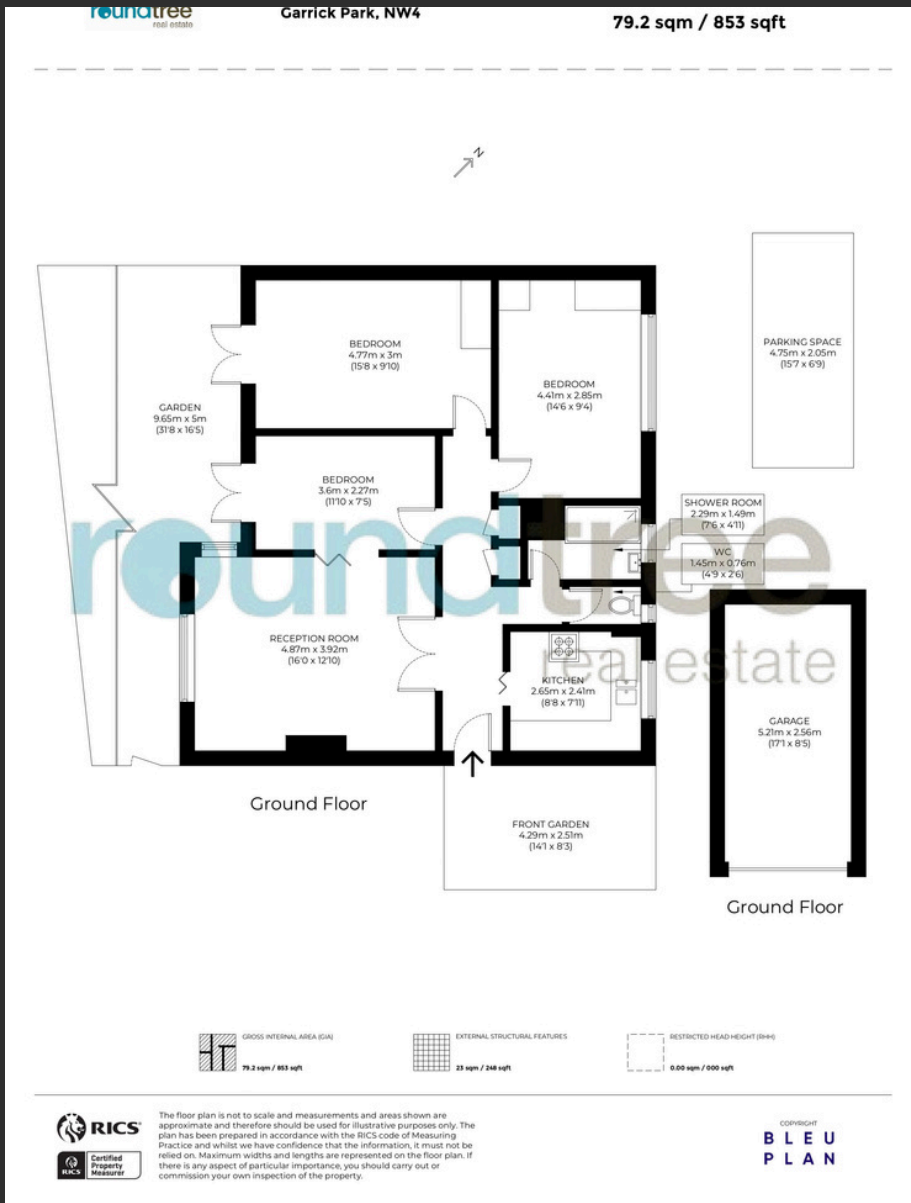 roundtree
real estate
Garrick Park, NW4
79.2 sqm / 853 sqft
N
PARKING SPACE
4.75m x 2.05m
(15'7 x 6'9)
BEDROOM
4.77m x 3m
(15'8 x 9'10)
BEDROOM
4.41m x 2.85m
(14'6 x 9'4)
GARDEN
9.65m x 5m
(31'8 x 16'5)
BEDROOM
3.6m x 2.27m
(11'10 x 7'5)
SHOWER ROOM
2.29m x 1.49m
(7'6 x 4'11)
WC
1.45m x 0.76m
(4'9 x 2'6)
roundtree
real estate
RECEPTION ROOM
4.87m x 3.92m
(16'0 x 12'10)
KITCHEN
2.65m x 2.41m
(8'8 x 7'11)
GARAGE
5.21m x 2.56m
(17'1 x 8'5)
Ground Floor
FRONT GARDEN
4.29m x 2.51m
(14'1 x 8'3)
Ground Floor
GROSS INTERNAL AREA (GIA)
79.2 sqm / 853 sqft
EXTERNAL STRUCTURAL FEATURES
23 sqm / 248 sqft
RESTRICTED HEAD HEIGHT (RHH)
0.00 sqm / 000 sqft
RICS
RICS
Certified
Property
Measurer
The floor plan is not to scale and measurements and areas shown are
approximate and therefore should be used for illustrative purposes only. The
plan has been prepared in accordance with the RICS code of Measuring
Practice and whilst we have confidence that the information, it must not be
relied on. Maximum widths and lengths are represented on the floor plan. If
there is any aspect of particular importance, you should carry out or
commission your own inspection of the property.
COPYRIGHT
BLEU
PLAN